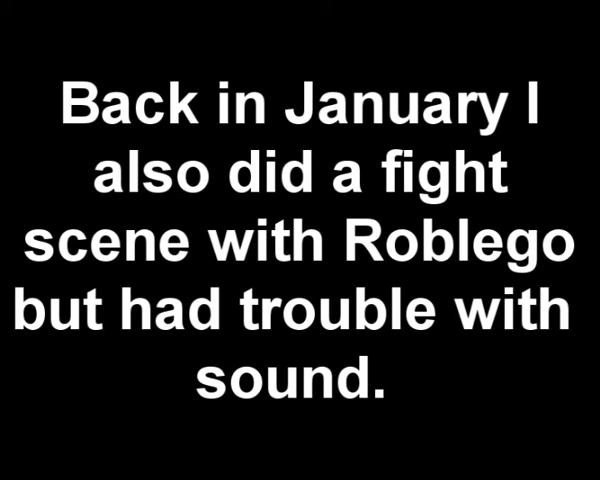 Back in January I
also did a fight
scene with Roblego
but had trouble with
sound.